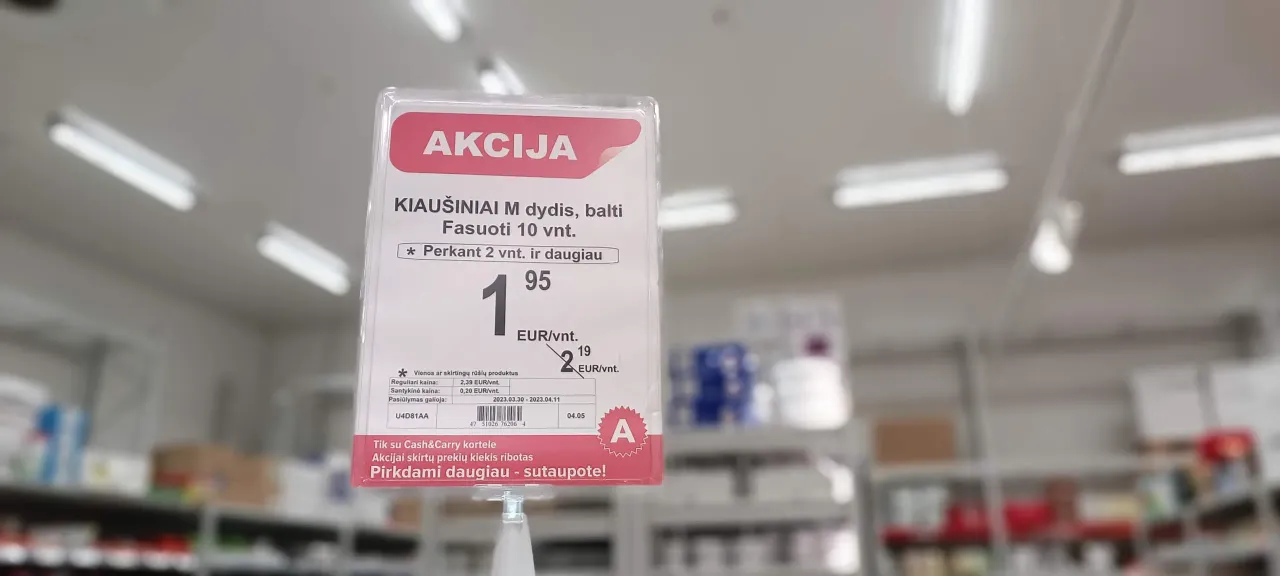 AKCIJA
KIAUŠINIAI M dydis, balti
Fasuoti 10 vnt.
* Perkant 2 vnt. ir daugiau
1 95
EUR/vnt.
2 19
EUR/vnt.
* Vienos ar skirtingų rūšių produktus
Reguliari kaina: 2,39 EUR/vnt.
Santykinė kaina: 0,20 EUR/vnt.
Pasiūlymas galioja: 2023.03.30 - 2023.04.11
U4D81AA 04.05
A
Tik su Cash&Carry kortele
Akcijai skirtų prekių kiekis ribotas
Pirkdami daugiau - sutaupote!